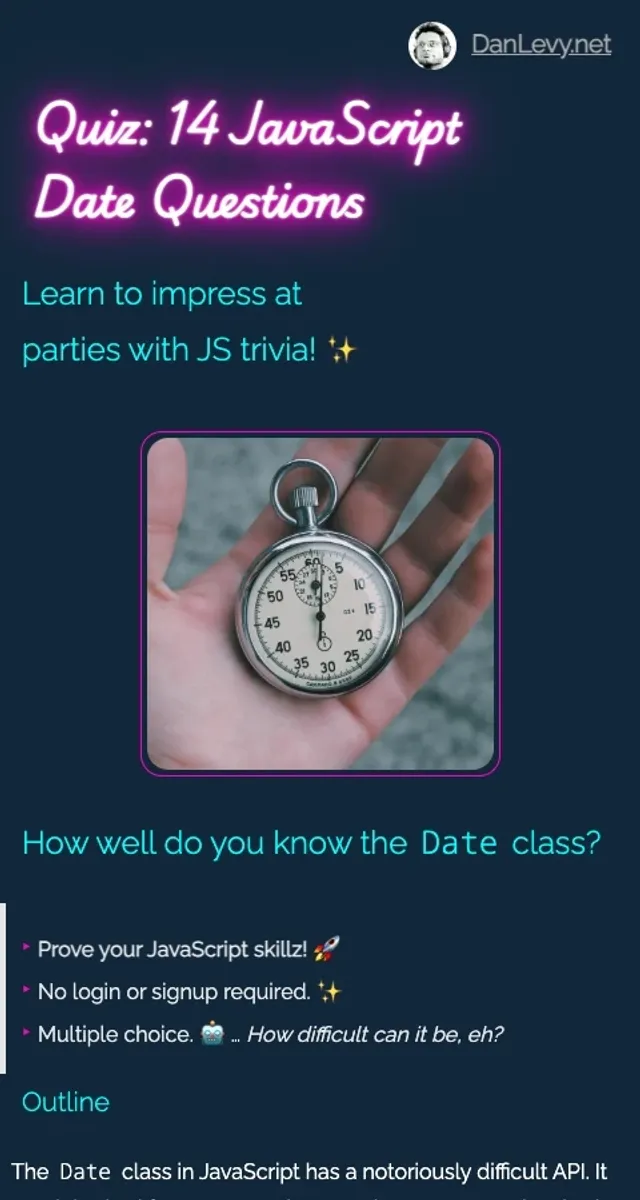 DanLevy.net
Quiz: 14 JavaScript
Date Questions
Learn to impress at
parties with JS trivia! ✨
60
55
5
50
10
45
15
40
20
35
30
25
How well do you know the Date class?
‣ Prove your JavaScript skillz! 🚀
‣ No login or signup required. ✨
‣ Multiple choice. 🤖 … How difficult can it be, eh?
Outline
The Date class in JavaScript has a notoriously difficult API. It